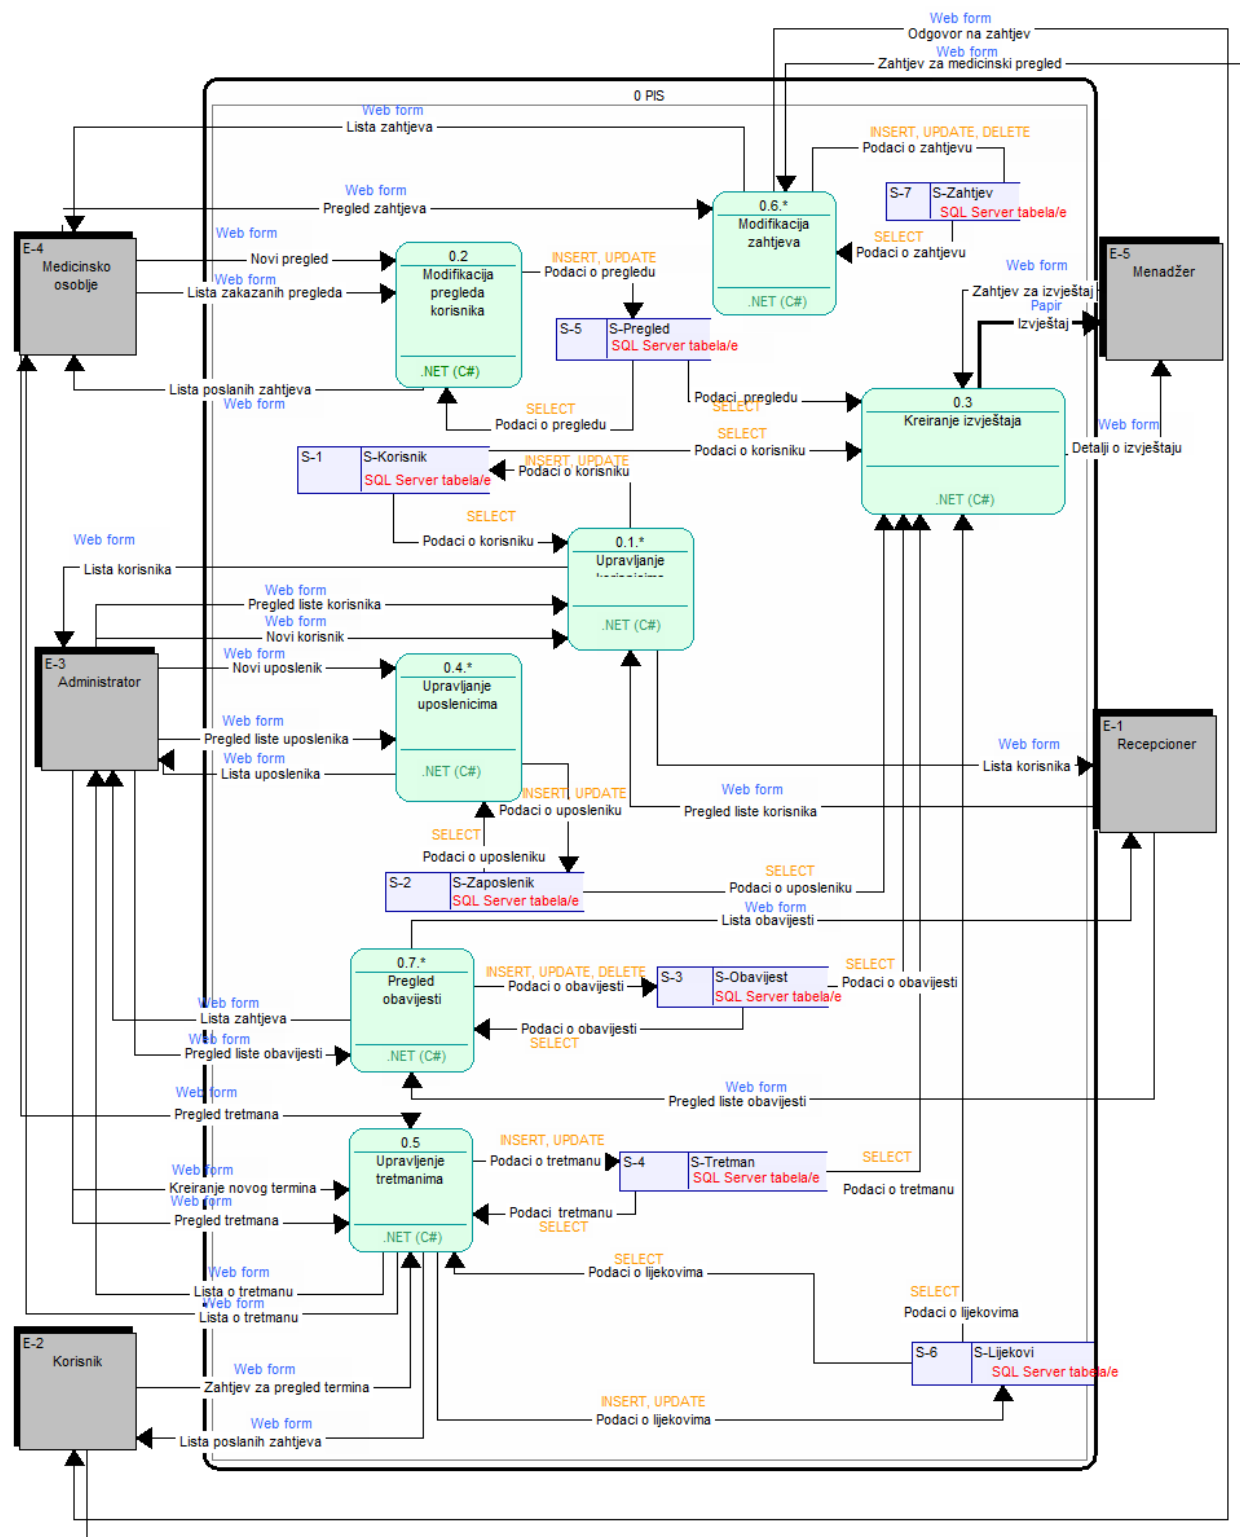 Web form
Odgovor na zahtjev
Web form
Zahtjev za medicinski pregled
0 PIS
Web form
Lista zahtjeva
INSERT, UPDATE, DELETE
Podaci o zahtjevu
S-7
S-Zahtjev
SQL Server tabela/e
Web form
Pregled zahtjeva
0.6.*
Modifikacija
zahtjeva
.NET (C#)
SELECT
Podaci o zahtjevu
E-4
Medicinsko
osoblje
Web form
Novi pregled
Web form
Lista zakazanih pregleda
0.2
Modifikacija
pregleda
korisnika
.NET (C#)
INSERT, UPDATE
Podaci o pregledu
Web form
Zahtjev za izvještaj
Papir
Izvještaj
E-5
Menadžer
S-5
S-Pregled
SQL Server tabela/e
Lista poslanih zahtjeva
Web form
SELECT
Podaci o pregledu
Podaci pregledu
SELECT
0.3
Kreiranje izvještaja
.NET (C#)
SELECT
Podaci o korisniku
Web form
Detalji o izvještaju
S-1
S-Korisnik
SQL Server tabela/e
INSERT, UPDATE
Podaci o korisniku
SELECT
Podaci o korisniku
Web form
Lista korisnika
0.1.*
Upravljanje
.NET (C#)
Web form
Pregled liste korisnika
Web form
Novi korisnik
E-3
Administrator
Web form
Novi uposlenik
0.4.*
Upravljanje
uposlenicima
.NET (C#)
Web form
Pregled liste uposlenika
Web form
Lista uposlenika
E-1
Recepcioner
Web form
Lista korisnika
Web form
Pregled liste korisnika
INSERT, UPDATE
Podaci o uposleniku
SELECT
Podaci o uposleniku
S-2
S-Zaposlenik
SQL Server tabela/e
SELECT
Podaci o uposleniku
Web form
Lista obavijesti
0.7.*
Pregled
obavijesti
.NET (C#)
INSERT, UPDATE, DELETE
Podaci o obavijesti
S-3
S-Obavijest
SQL Server tabela/e
SELECT
Podaci o obavijesti
Web form
Lista zahtjeva
Podaci o obavijesti
SELECT
Web form
Pregled liste obavijesti
Web form
Pregled liste obavijesti
Web form
Pregled tretmana
0.5
Upravljenje
tretmanima
.NET (C#)
INSERT, UPDATE
Podaci o tretmanu
S-4
S-Tretman
SQL Server tabela/e
SELECT
Podaci o tretmanu
Web form
Kreiranje novog termina
Web form
Pregled tretmana
Podaci tretmanu
SELECT
SELECT
Podaci o lijekovima
Web form
Lista o tretmanu
Web form
Lista o tretmanu
SELECT
Podaci o lijekovima
E-2
Korisnik
S-6
S-Lijekovi
SQL Server tabela/e
Web form
Zahtjev za pregled termina
INSERT, UPDATE
Podaci o lijekovima
Web form
Lista poslanih zahtjeva